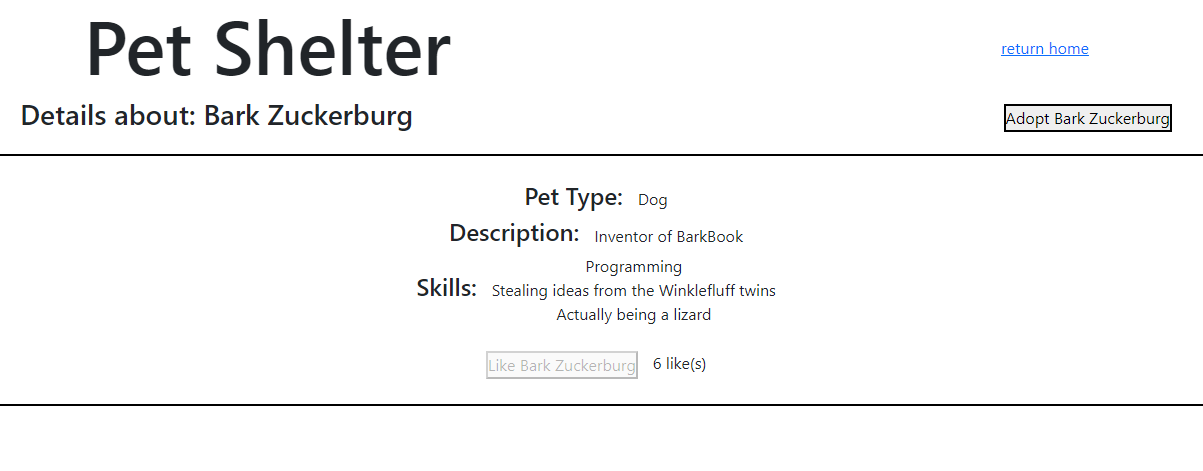 Pet Shelter
return home
Details about: Bark Zuckerburg
Adopt Bark Zuckerburg
Pet Type: Dog
Description: Inventor of BarkBook
Programming
Skills: Stealing ideas from the Winklefluff twins
Actually being a lizard
Like Bark Zuckerburg 6 like(s)